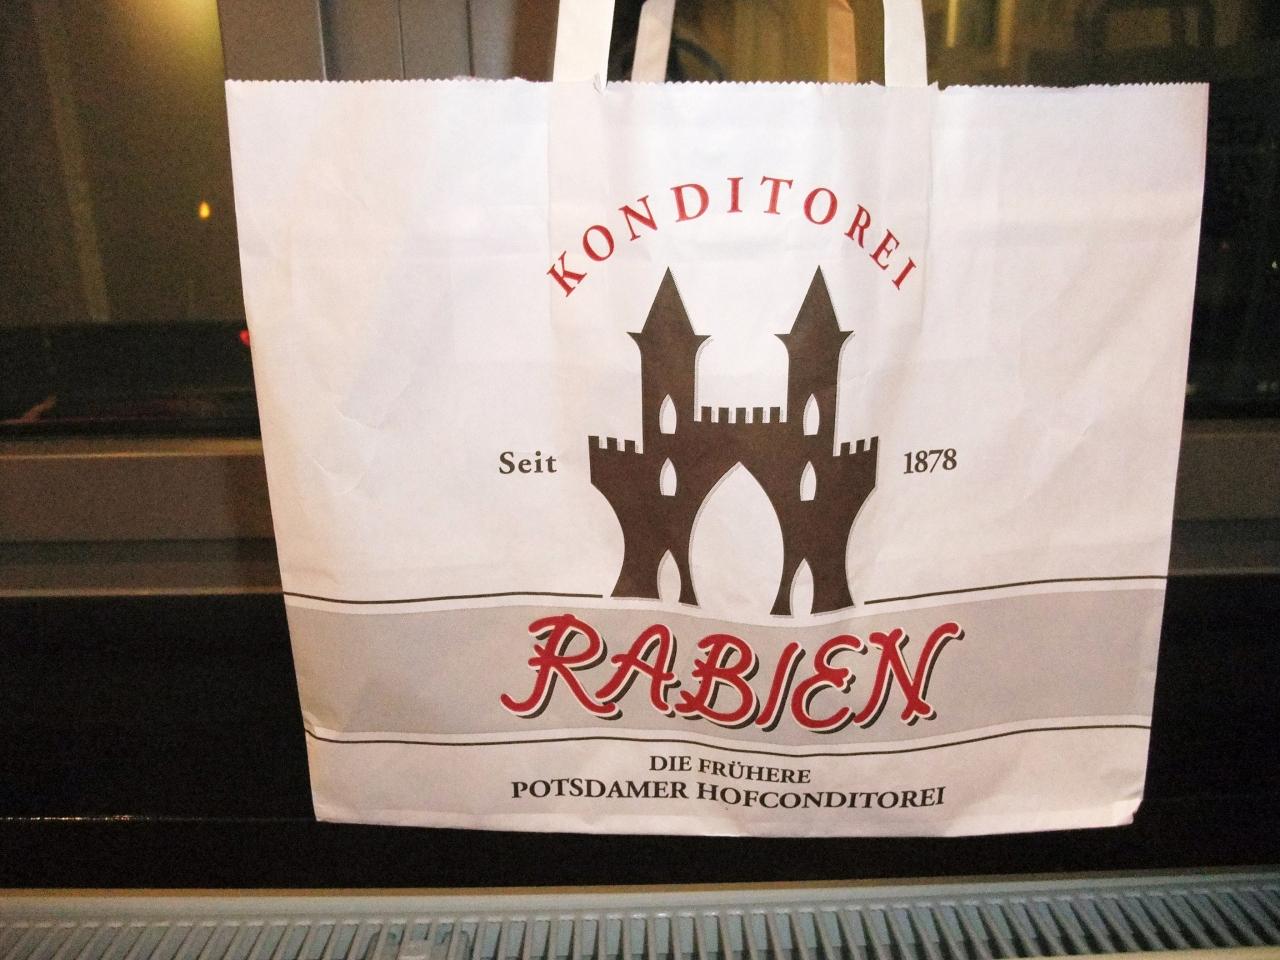 KONDITOREI
Seit 1878
RABIEN
DIE FRÜHERE
POTSDAMER HOFCONDITOREI